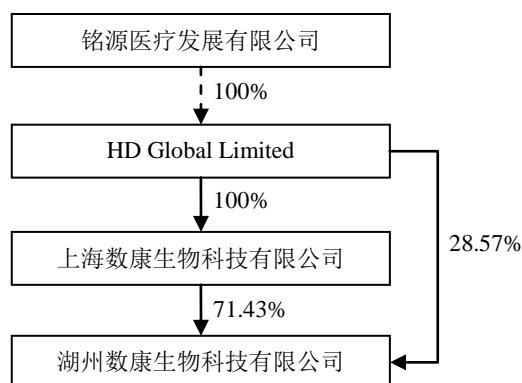 铭源医疗发展有限公司
100%
HD Global Limited
100%
28.57%
上海数康生物科技有限公司
71.43%
湖州数康生物科技有限公司